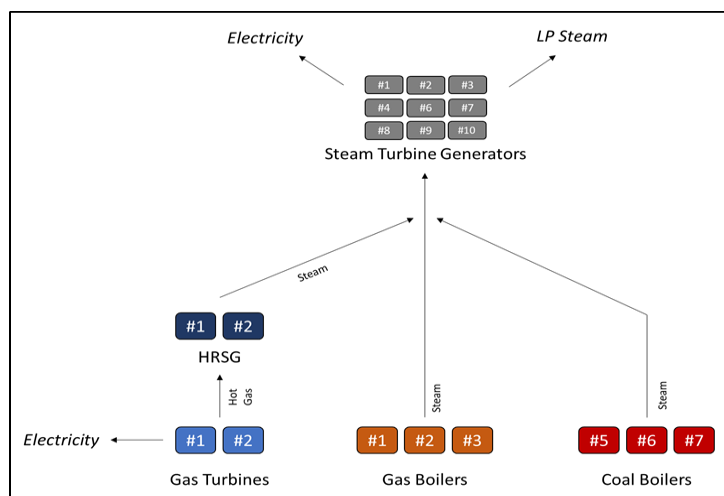 Electricity
LP Steam
#1 #2 #3
#4 #6 #7
#8 #9 #10
Steam Turbine Generators
Steam
#1 #2
HRSG
Hot
Gas
Steam
Steam
Electricity
#1 #2
#1 #2 #3
#5 #6 #7
Gas Turbines
Gas Boilers
Coal Boilers